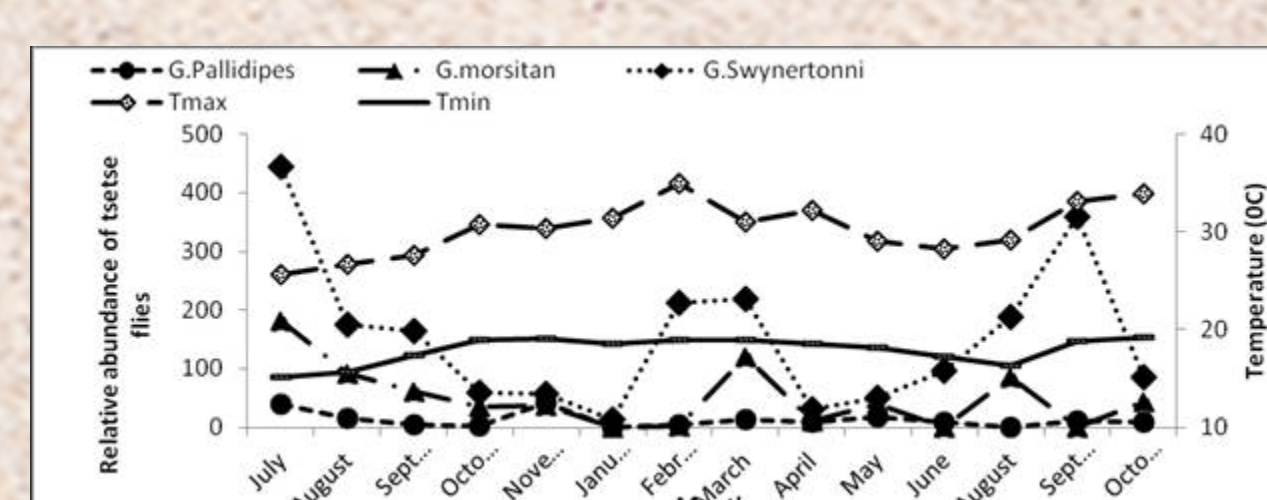 G.Pallidipes G.morsitan G.Swynertonni
Tmax Tmin
500
400
300
200
100
0
Relative abundance of tsetse
flies
40
30
20
10
Temperature (0C)
July August Sept... Octo... Nove... Janu... Febr... March April May June August Sept... Octo...